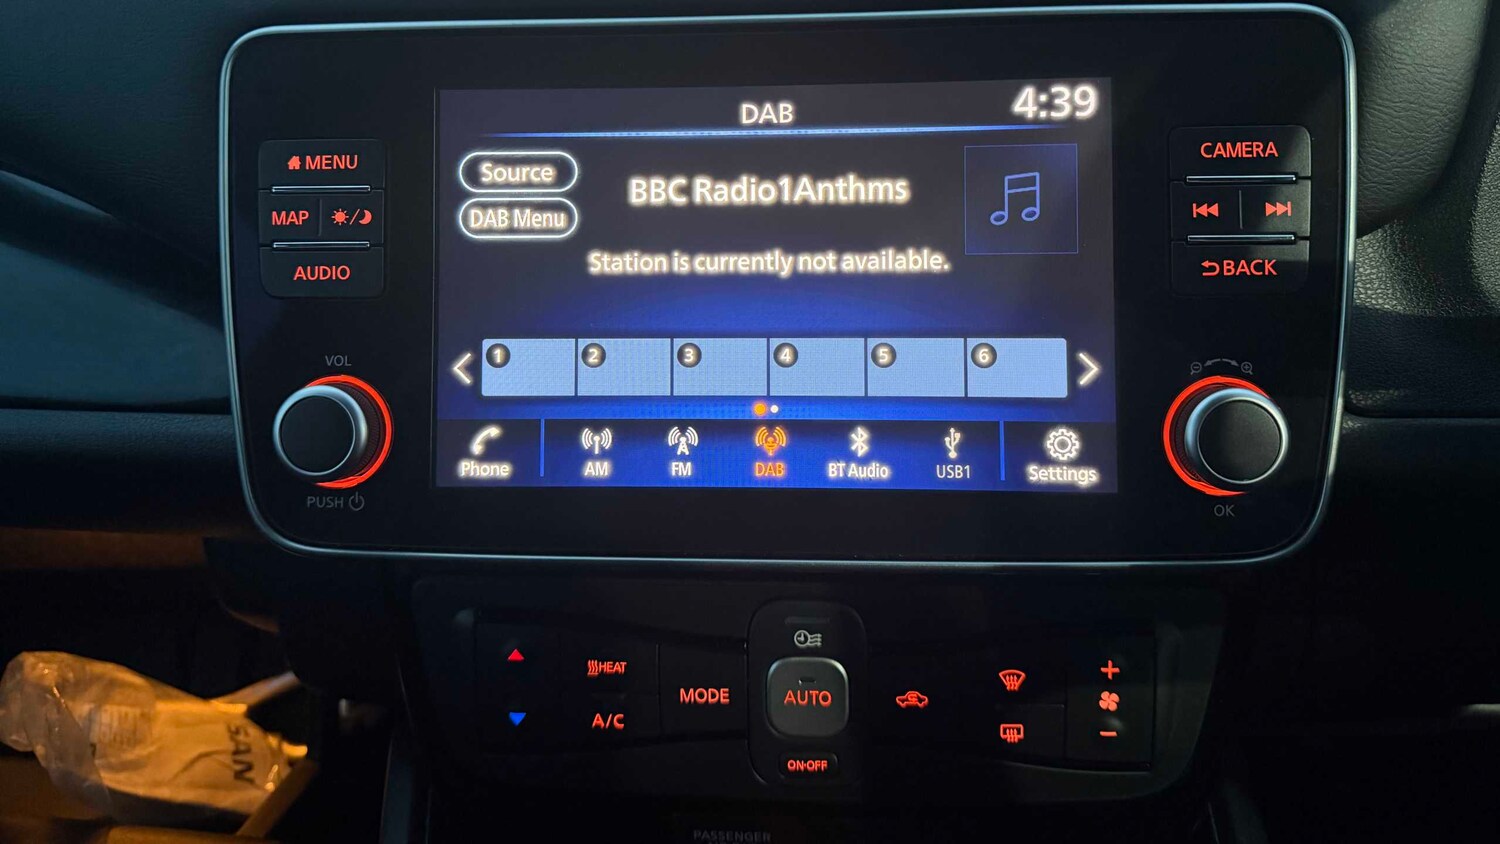 DAB
4:39
MENU
MAP
AUDIO
Source
DAB Menu
BBC Radio1Anthms
Station is currently not available.
CAMERA
BACK
1 2 3 4 5 6
Phone AM FM DAB BT Audio USB1 Settings
VOL
PUSH
OK
HEAT
A/C
MODE
AUTO
ON·OFF
SAN
PASSENGER